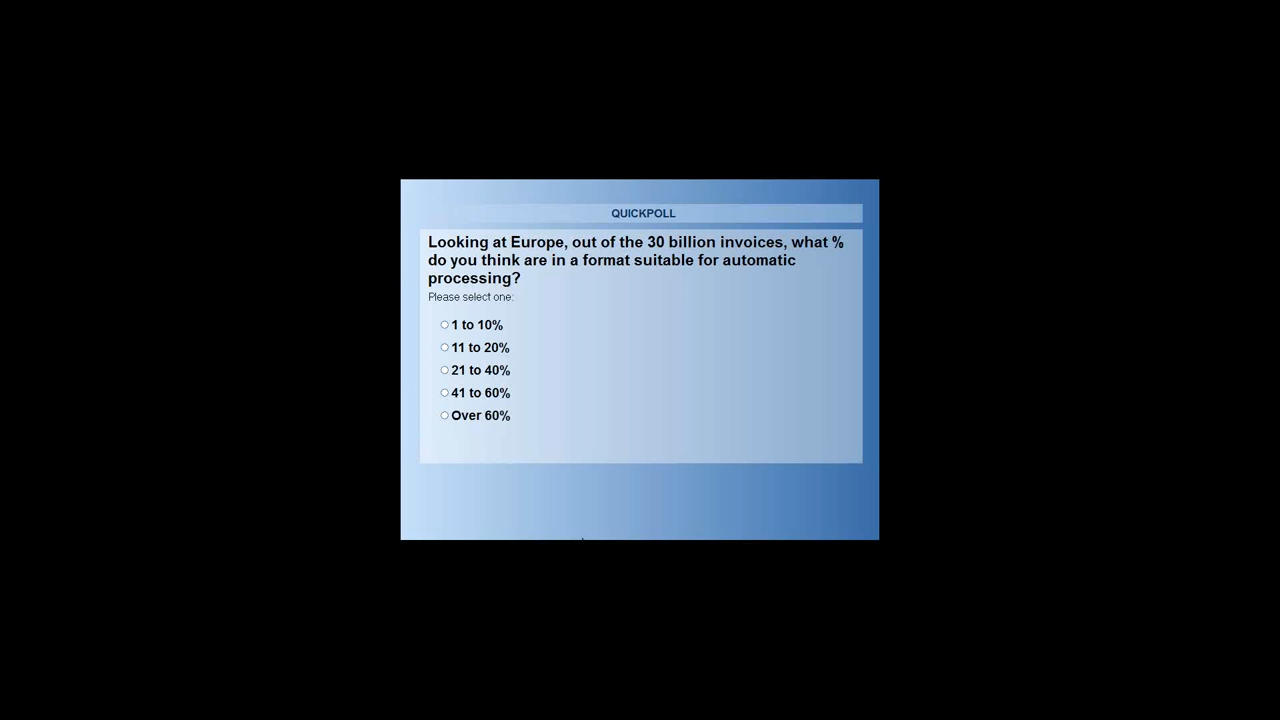 QUICKPOLL
Looking at Europe, out of the 30 billion invoices, what %
do you think are in a format suitable for automatic
processing?
Please select one:
1 to 10%
11 to 20%
21 to 40%
41 to 60%
Over 60%